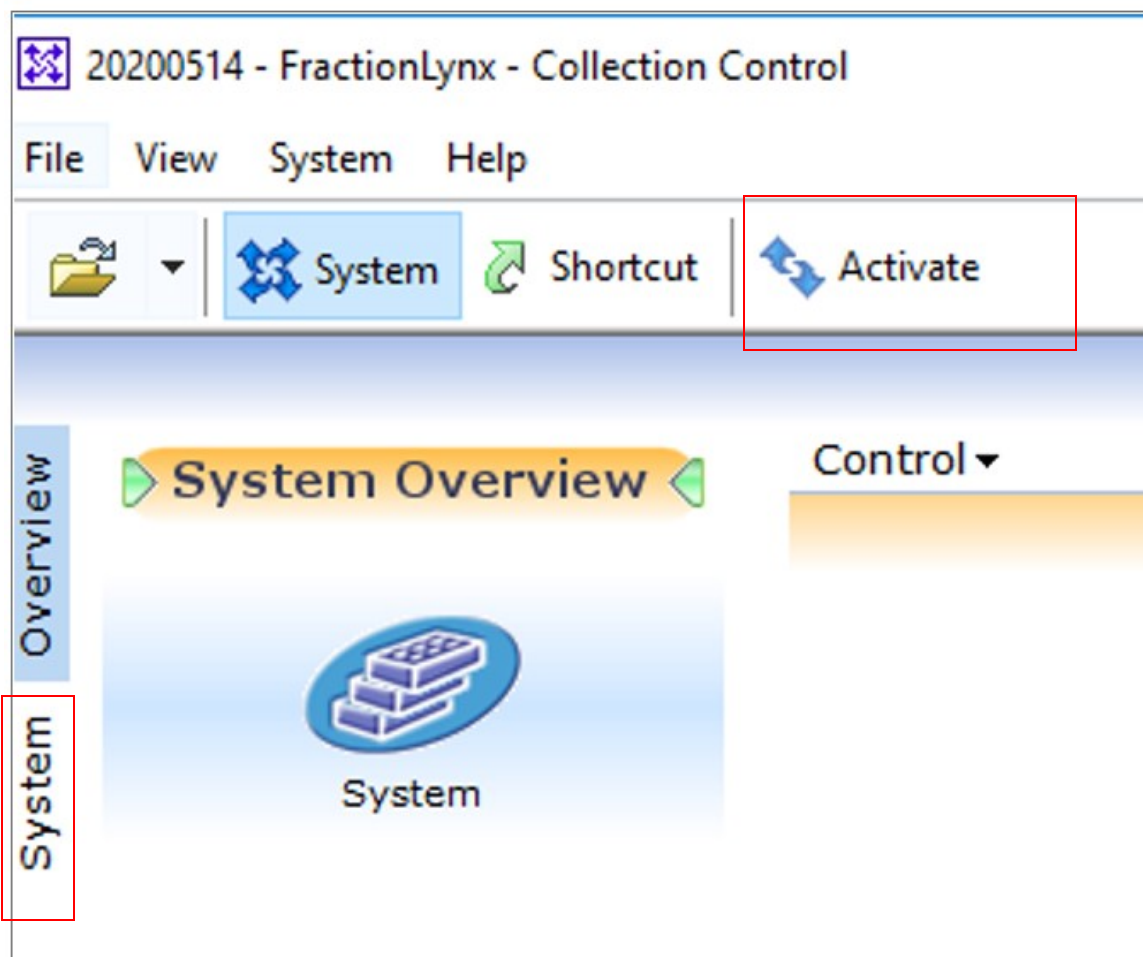 20200514 - FractionLynx - Collection Control
File View System Help
System Shortcut Activate
Overview
System
System Overview
System
Control